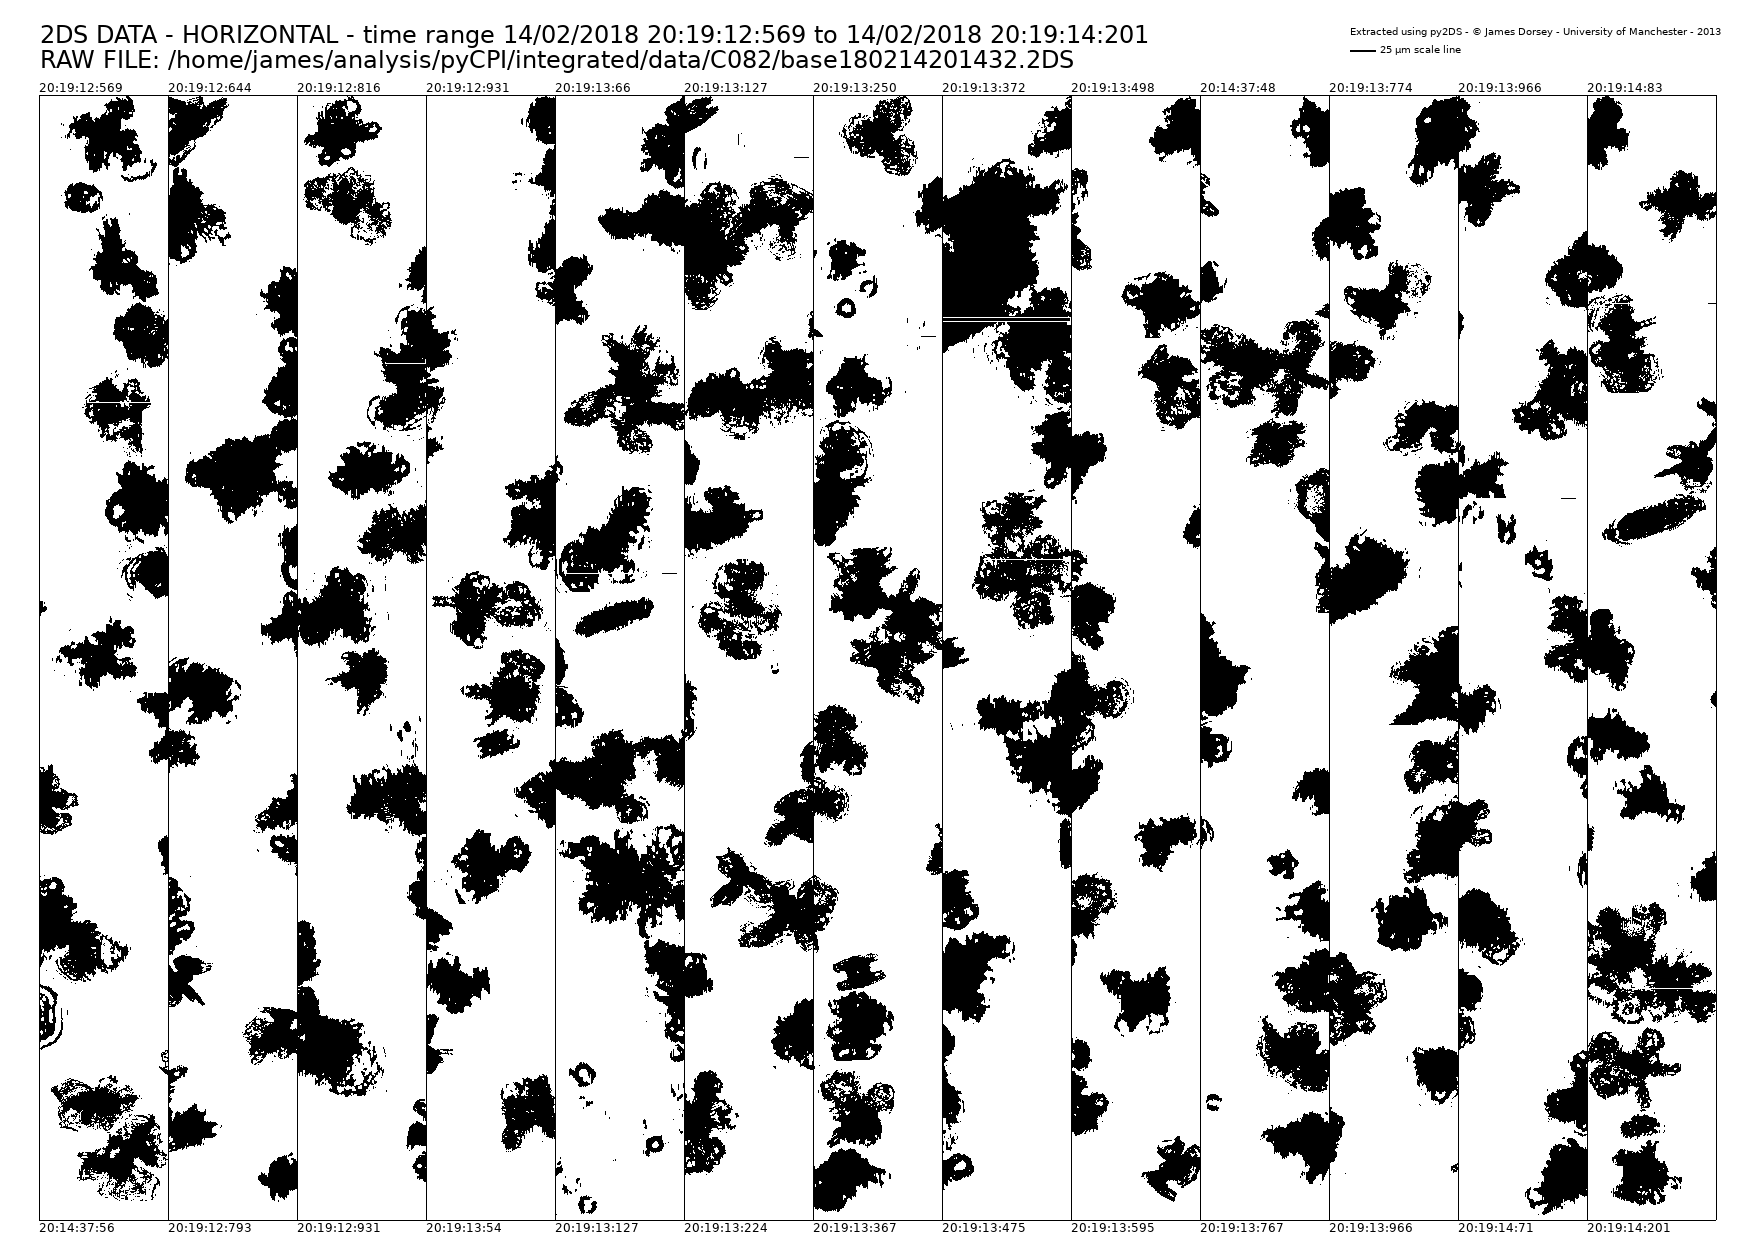 2DS DATA - HORIZONTAL - time range 14/02/2018 20:19:12:569 to 14/02/2018 20:19:14:201
RAW FILE: /home/james/analysis/pyCPI/integrated/data/C082/base180214201432.2DS
Extracted using py2DS - © James Dorsey - University of Manchester - 2013
25 µm scale line
20:19:12:569 20:19:12:644 20:19:12:816 20:19:12:931 20:19:13:66 20:19:13:127 20:19:13:250 20:19:13:372 20:19:13:498 20:14:37:48 20:19:13:774 20:19:13:966 20:19:14:83
20:14:37:56 20:19:12:793 20:19:12:931 20:19:13:54 20:19:13:127 20:19:13:224 20:19:13:367 20:19:13:475 20:19:13:595 20:19:13:767 20:19:13:966 20:19:14:71 20:19:14:201